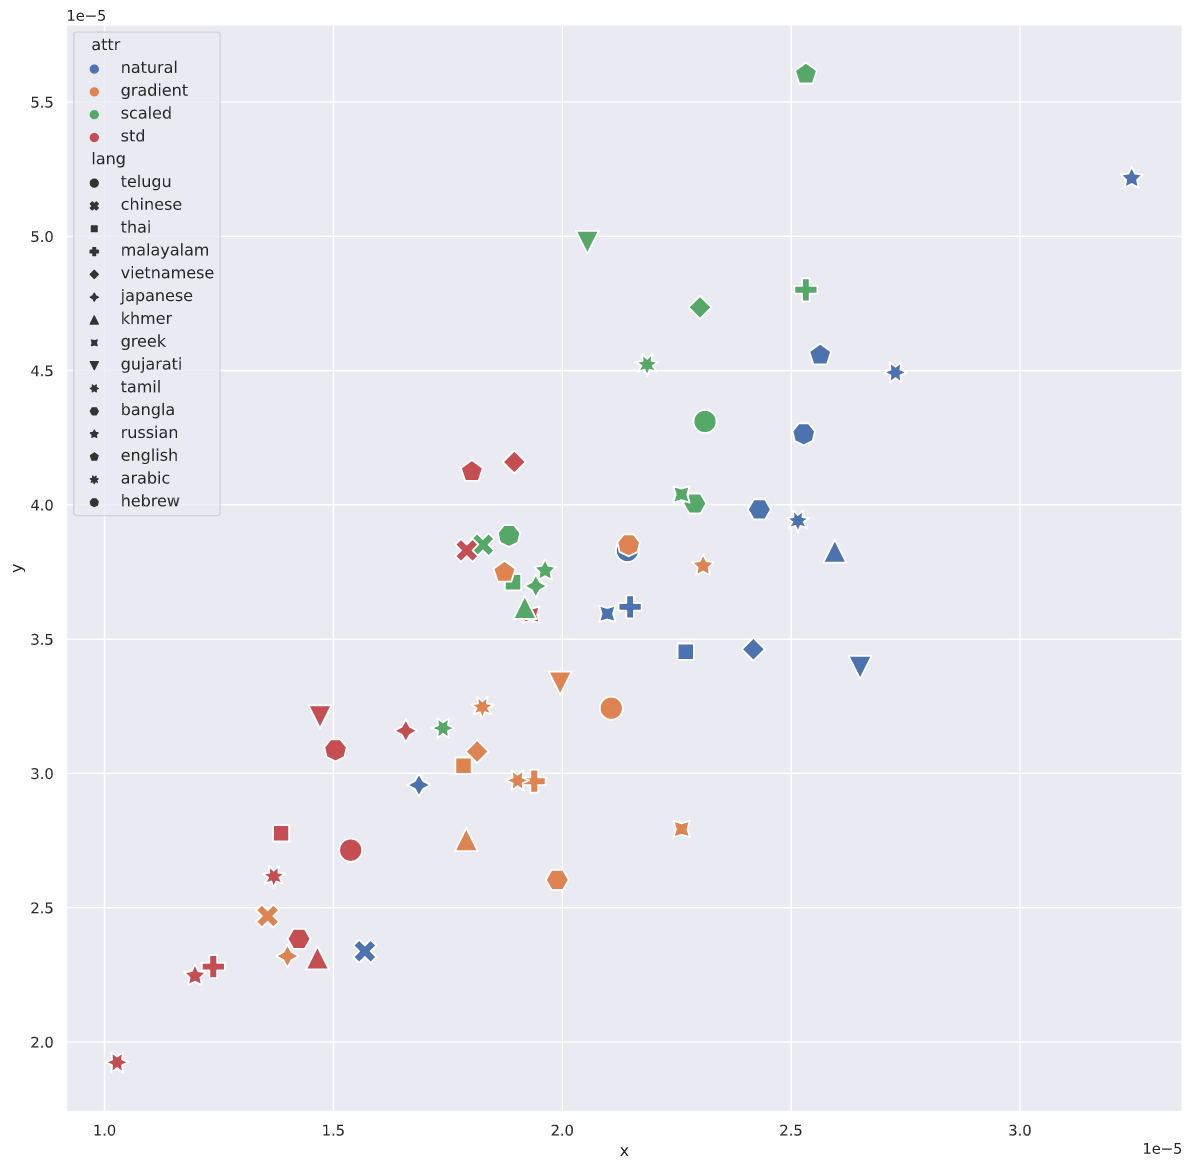 1e−5
attr
natural
gradient
scaled
std
lang
telugu
chinese
thai
malayalam
vietnamese
japanese
khmer
greek
gujarati
tamil
bangla
russian
english
arabic
hebrew
5.5
5.0
4.5
4.0
3.5
3.0
2.5
2.0
y
1.0 1.5 2.0 2.5 3.0
x
1e−5